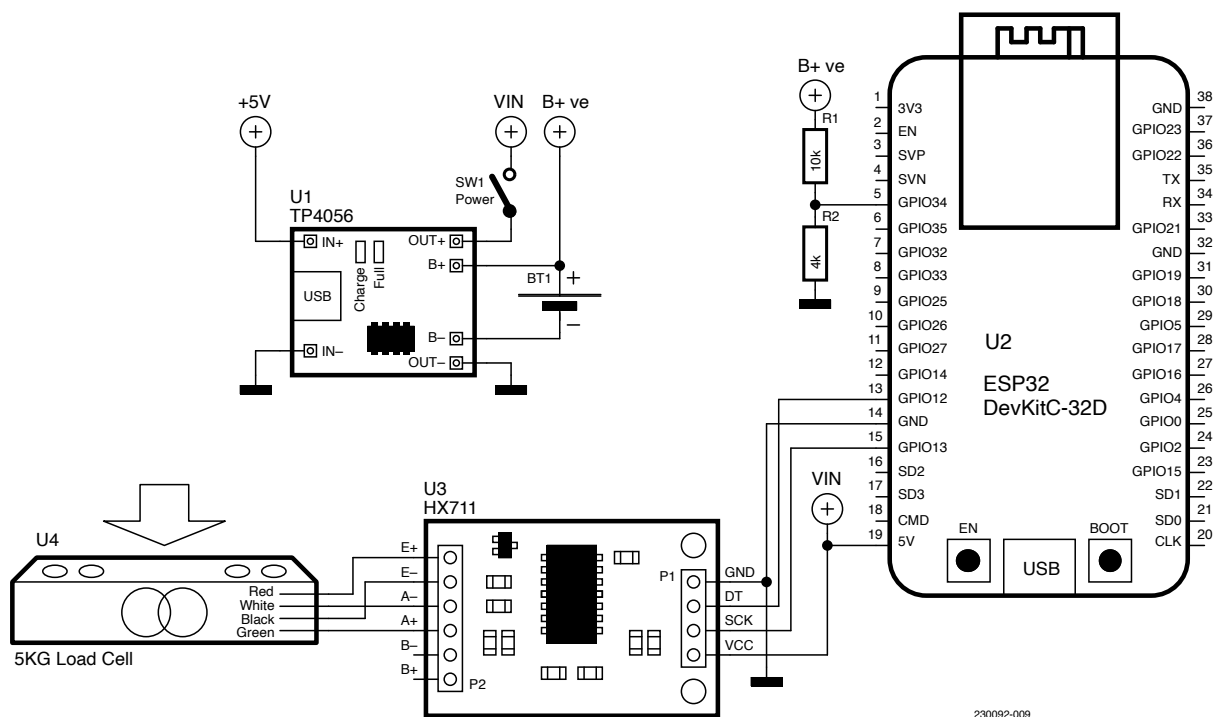 +5V
VIN
B+ ve
SW1
Power
U1
TP4056
IN+
OUT+
B+
Charge
Full
USB
BT1
+
−
B−
IN−
OUT−
B+ ve
R1
10k
R2
4k
1
3V3
2
EN
3
SVP
4
SVN
5
GPIO34
6
GPIO35
7
GPIO32
8
GPIO33
9
GPIO25
10
GPIO26
11
GPIO27
12
GPIO14
13
GPIO12
14
GND
15
GPIO13
16
SD2
17
SD3
18
CMD
19
5V
38
GND
37
GPIO23
36
GPIO22
35
TX
34
RX
33
GPIO21
32
GND
31
GPIO19
30
GPIO18
29
GPIO5
28
GPIO17
27
GPIO16
26
GPIO4
25
GPIO0
24
GPIO2
23
GPIO15
22
SD1
21
SD0
20
CLK
U2
ESP32
DevKitC-32D
EN
BOOT
USB
VIN
U4
Red
White
Black
Green
5KG Load Cell
U3
HX711
E+
E−
A−
A+
B−
B+
P2
P1
GND
DT
SCK
VCC
230092-009